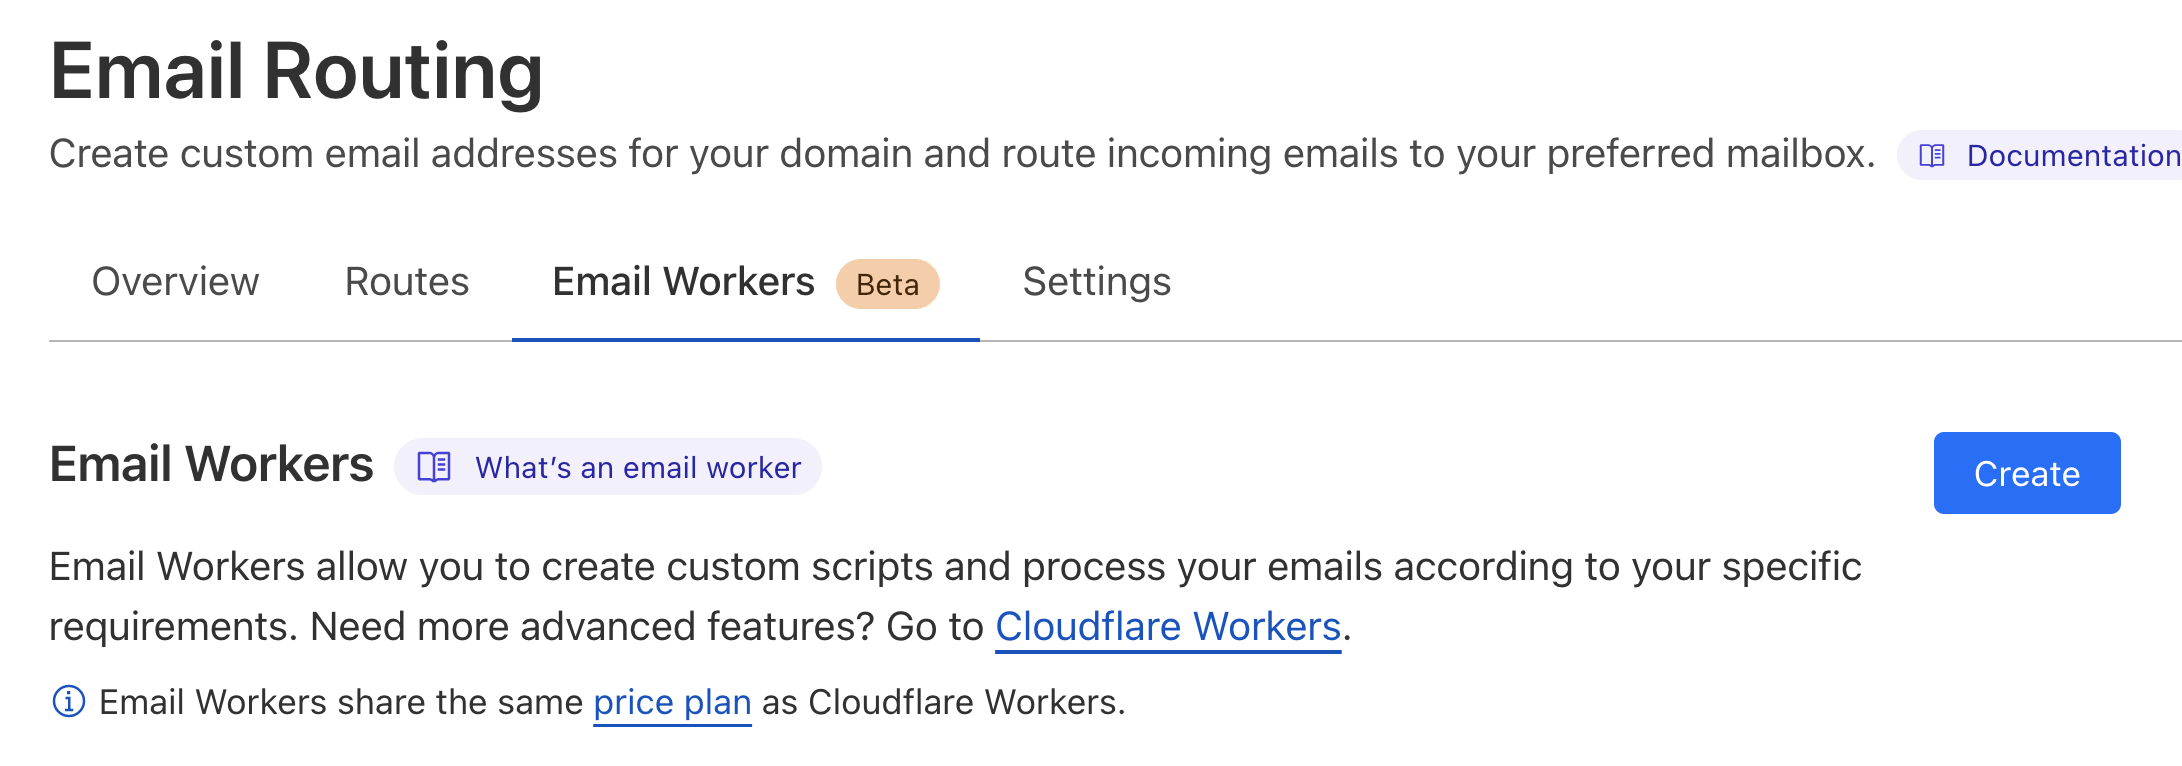 Email Routing
Create custom email addresses for your domain and route incoming emails to your preferred mailbox. Documentation
Overview Routes Email Workers Beta Settings
Email Workers What’s an email worker Create
Email Workers allow you to create custom scripts and process your emails according to your specific
requirements. Need more advanced features? Go to Cloudflare Workers.
Email Workers share the same price plan as Cloudflare Workers.